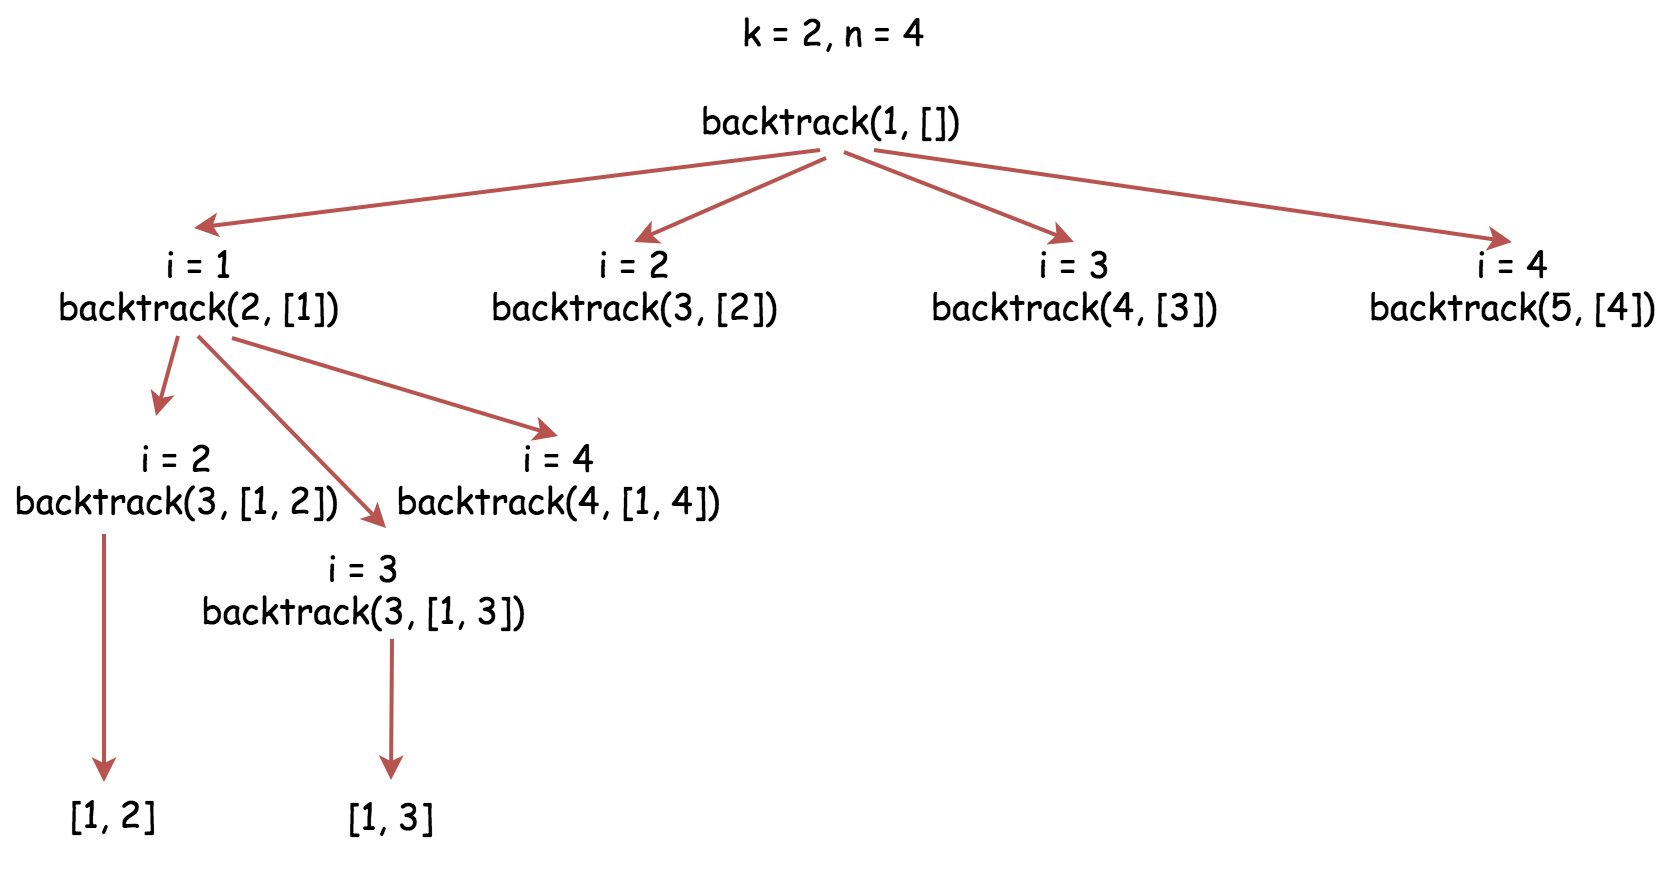 k = 2, n = 4
backtrack(1, [])
i = 1
backtrack(2, [1])
i = 2
backtrack(3, [2])
i = 3
backtrack(4, [3])
i = 4
backtrack(5, [4])
i = 2
backtrack(3, [1, 2])
i = 4
backtrack(4, [1, 4])
i = 3
backtrack(3, [1, 3])
[1, 2]
[1, 3]